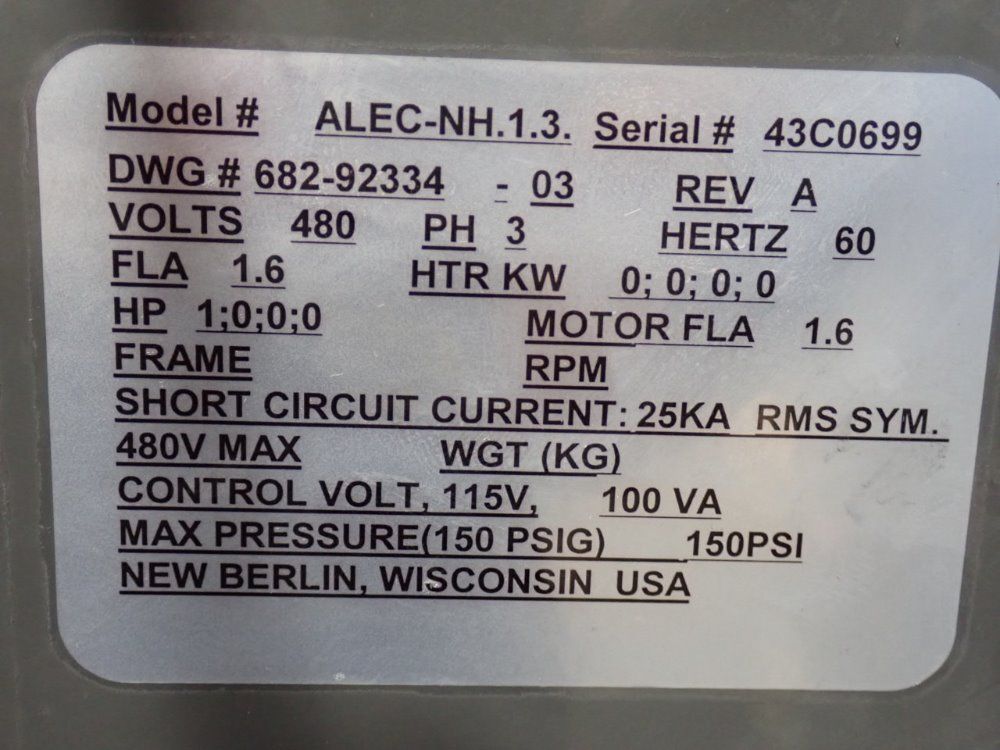 Model # ALEC-NH.1.3. Serial # 43C0699
DWG # 682-92334 - 03 REV A
VOLTS 480 PH 3 HERTZ 60
FLA 1.6 HTR KW 0; 0; 0; 0
HP 1;0;0;0 MOTOR FLA 1.6
FRAME RPM
SHORT CIRCUIT CURRENT: 25KA RMS SYM.
480V MAX WGT (KG)
CONTROL VOLT, 115V, 100 VA
MAX PRESSURE(150 PSIG) 150PSI
NEW BERLIN, WISCONSIN USA